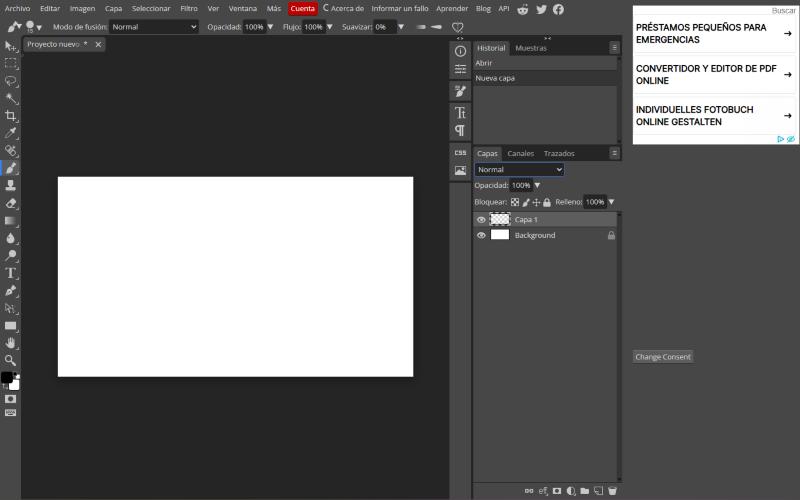 Archivo Editar Imagen Capa Seleccionar Filtro Ver Ventana Más Cuenta Acerca de Informar un fallo Aprender Blog API
Buscar
15 Modo de fusión: Normal Opacidad: 100% Flujo: 100% Suavizar: 0%
Proyecto nuevo * ×
PRÉSTAMOS PEQUEÑOS PARA
EMERGENCIAS
CONVERTIDOR Y EDITOR DE PDF
ONLINE
INDIVIDUELLES FOTOBUCH
ONLINE GESTALTEN
Historial Muestras
Abrir
Nueva capa
CSS
Capas Canales Trazados
Normal
Opacidad: 100%
Bloquear: Relleno: 100%
Capa 1
Background
Change Consent
eff